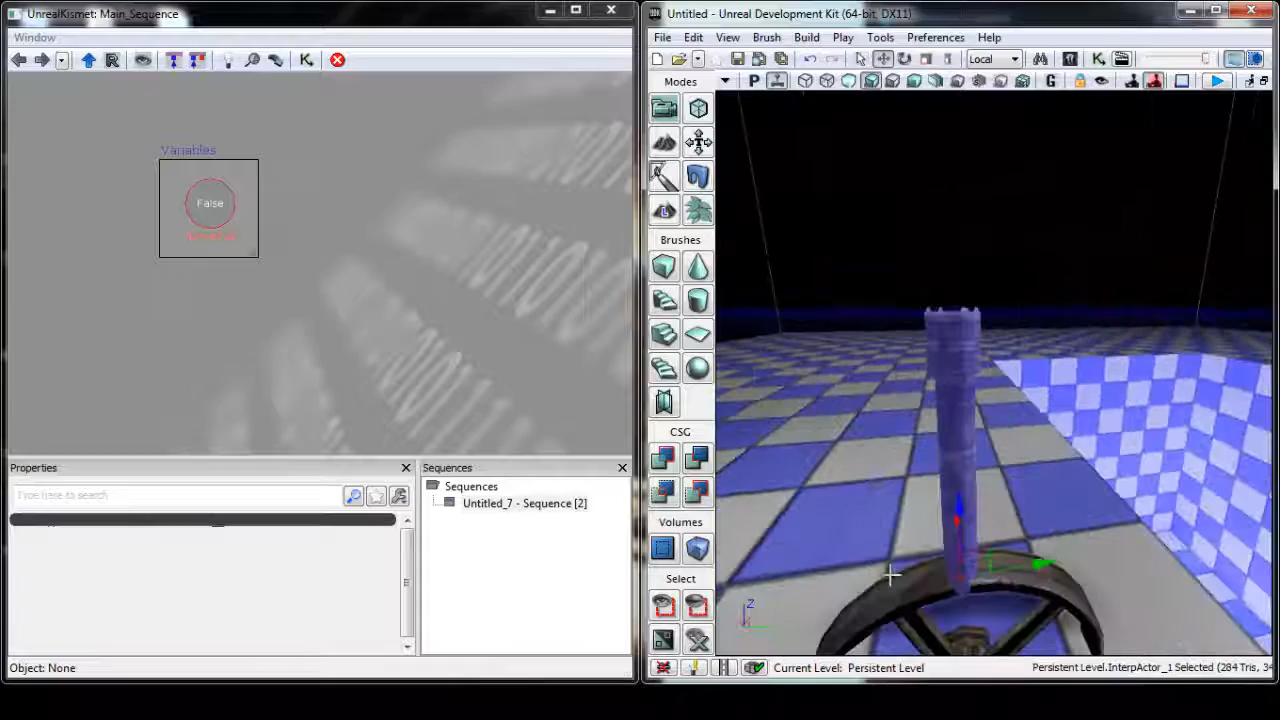 UnrealKismet: Main_Sequence
Window
Variables
False
Properties
Type here to search
Object: None
Sequences
Sequences
Untitled_7 - Sequence [2]
Untitled - Unreal Development Kit (64-bit, DX11)
File Edit View Brush Build Play Tools Preferences Help
Local
P
G
Modes
Brushes
CSG
Volumes
Select
Z
Current Level: Persistent Level
Persistent Level.InterpActor_1 Selected (284 Tris, 34